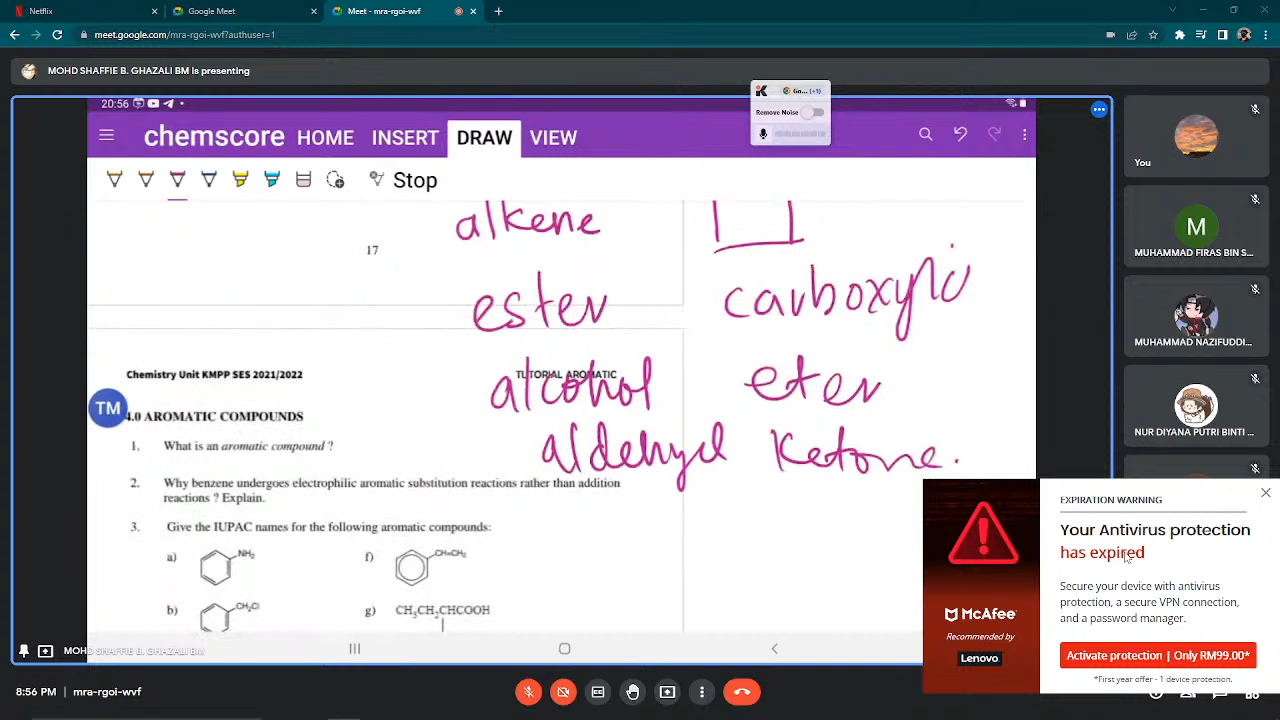 Netflix
Google Meet
Meet - mra-rgoi-wvf
meet.google.com/mra-rgoi-wvf?authuser=1
MOHD SHAFFIE B. GHAZALI BM is presenting
20:56
Go... (+1)
Remove Noise
chemscore HOME INSERT DRAW VIEW
Stop
alkene
17
ester carboxylic
Chemistry Unit KMPP SES 2021/2022 TUTORIAL AROMATIC
alcohol eter
TM
4.0 AROMATIC COMPOUNDS
1. What is an aromatic compound ?
aldehyd Ketone.
2. Why benzene undergoes electrophilic aromatic substitution reactions rather than addition
reactions ? Explain.
3. Give the IUPAC names for the following aromatic compounds:
a) NH2 f) CH=CH2
b) CH2Cl g) CH3CH2CHCOOH
MOHD SHAFFIE B. GHAZALI BM
You
M
MUHAMMAD FIRAS BIN S...
MUHAMMAD NAZIFUDDI...
NUR DIYANA PUTRI BINTI ...
EXPIRATION WARNING
Your Antivirus protection
has expired
Secure your device with antivirus
protection, a secure VPN connection,
and a password manager.
McAfee
Recommended by
Lenovo
Activate protection | Only RM99.00*
*First year offer - 1 device protection.
8:56 PM | mra-rgoi-wvf